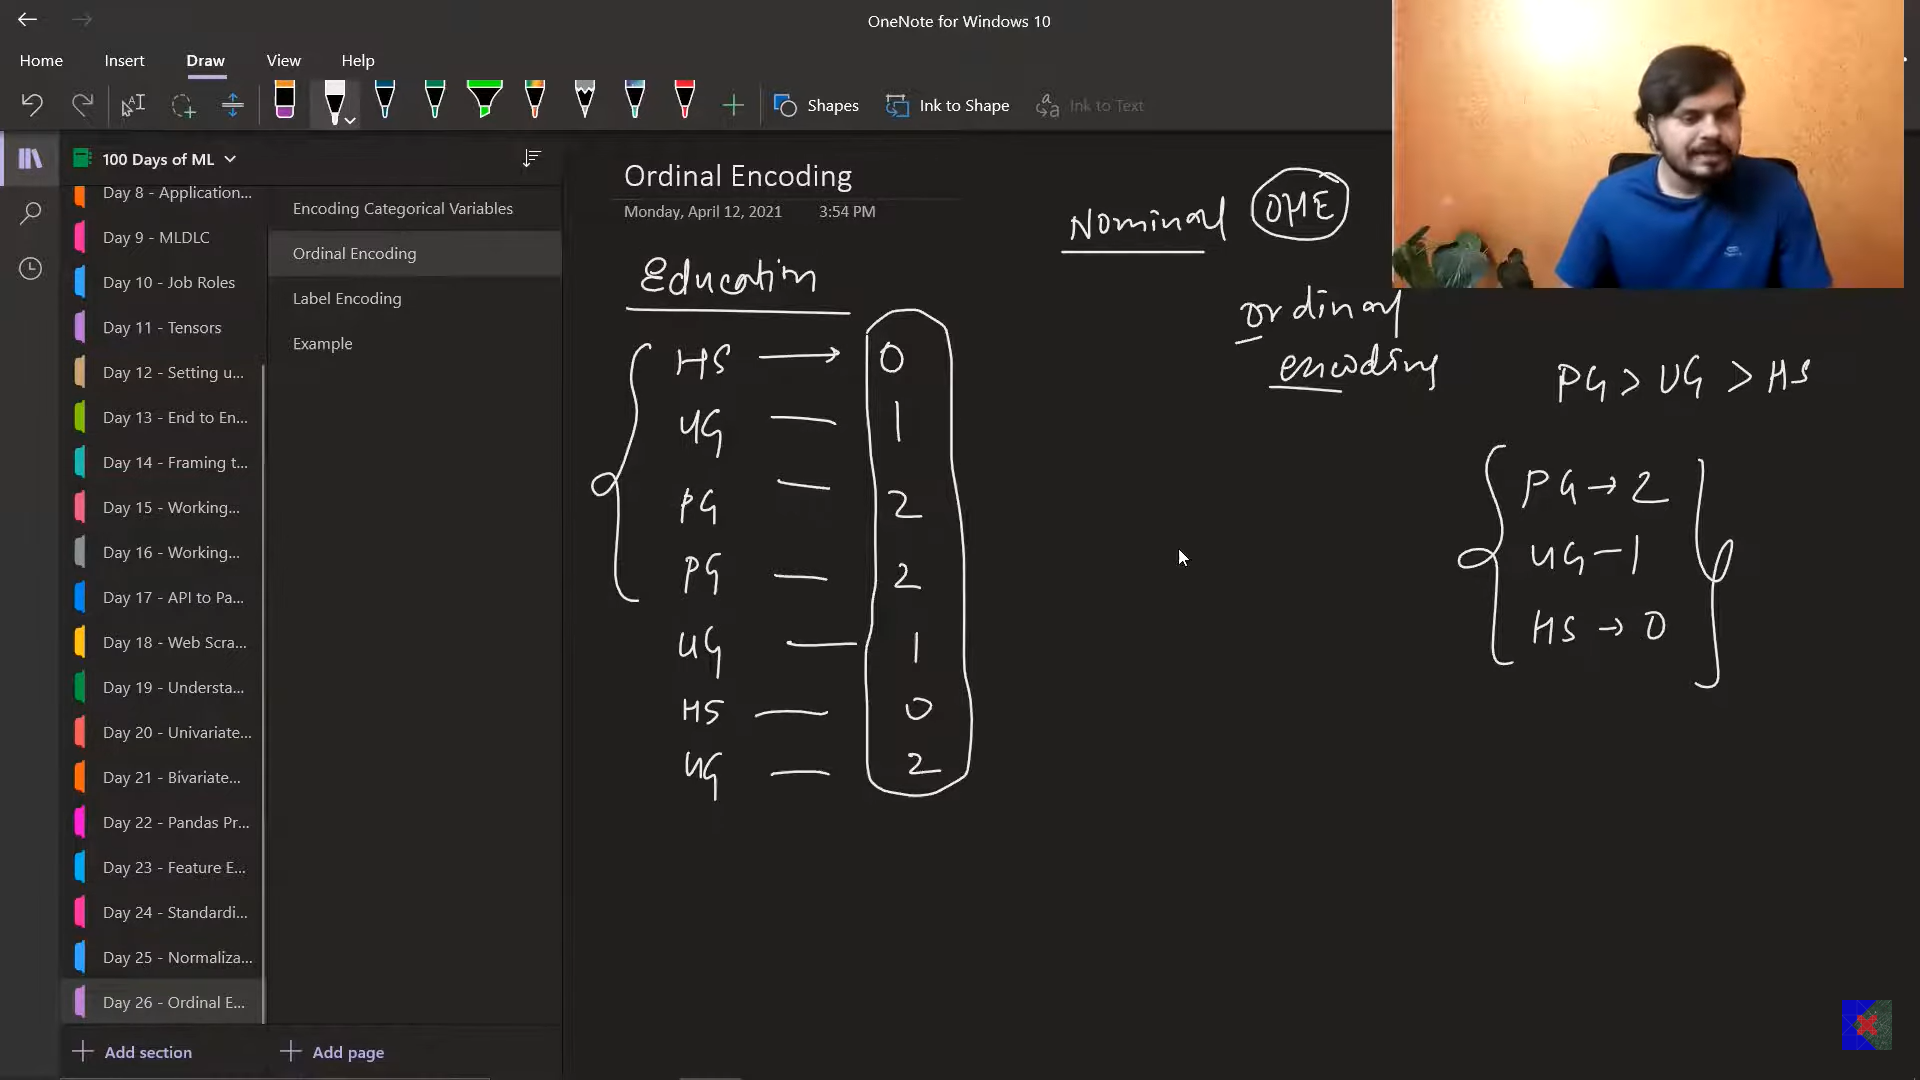 OneNote for Windows 10
Home Insert Draw View Help
Shapes Ink to Shape Ink to Text
100 Days of ML
Day 8 - Application...
Day 9 - MLDLC
Day 10 - Job Roles
Day 11 - Tensors
Day 12 - Setting u...
Day 13 - End to En...
Day 14 - Framing t...
Day 15 - Working...
Day 16 - Working...
Day 17 - API to Pa...
Day 18 - Web Scra...
Day 19 - Understa...
Day 20 - Univariate...
Day 21 - Bivariate...
Day 22 - Pandas Pr...
Day 23 - Feature E...
Day 24 - Standardi...
Day 25 - Normaliza...
Day 26 - Ordinal E...
Add section
Encoding Categorical Variables
Ordinal Encoding
Label Encoding
Example
Add page
Ordinal Encoding
Monday, April 12, 2021 3:54 PM
Education
HS → 0
UG — 1
PG — 2
PG — 2
UG — 1
HS — 0
UG — 2
Nominal OHE
ordinal
encoding
PG > UG > HS
PG → 2
UG - 1
HS → 0